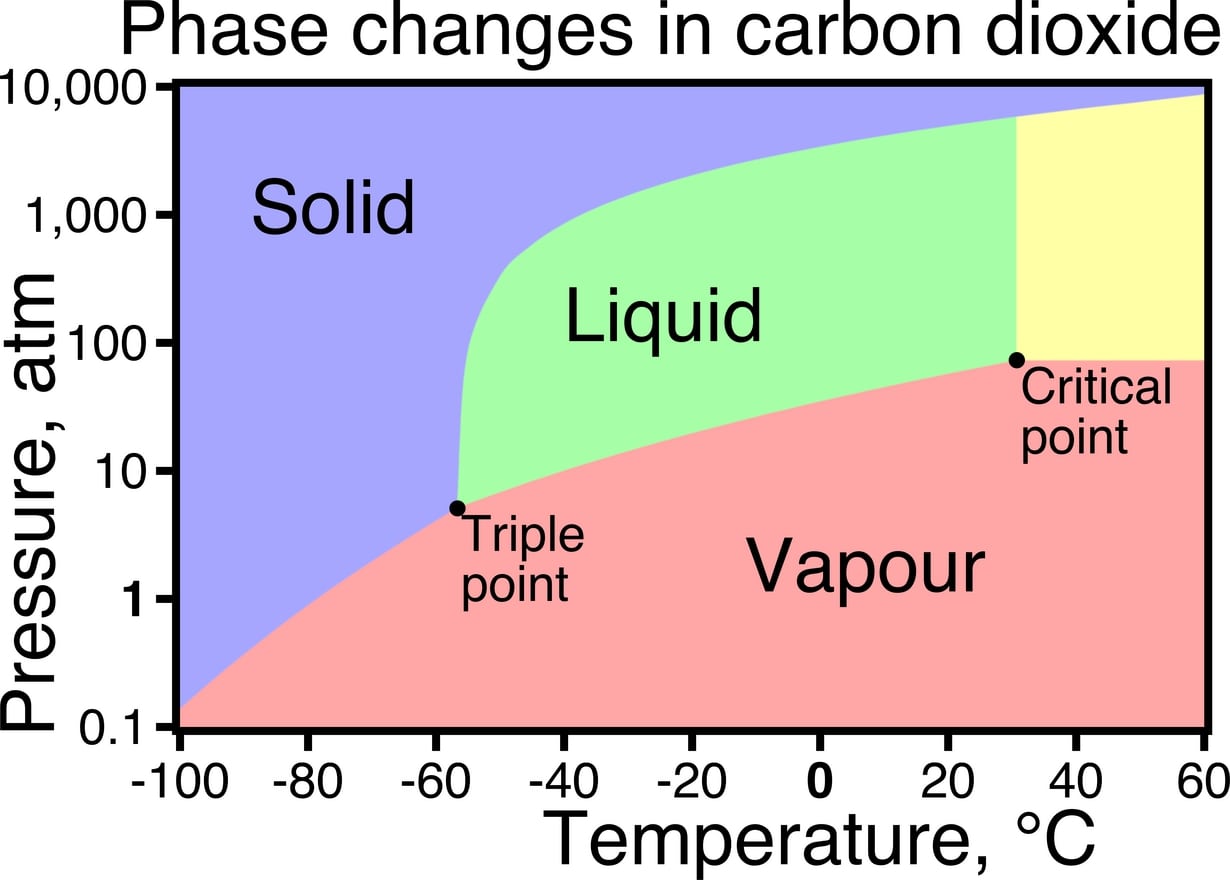 Phase changes in carbon dioxide
10,000
1,000
100
10
1
0.1
Pressure, atm
Solid
Liquid
Critical
point
Triple
point
Vapour
-100 -80 -60 -40 -20 0 20 40 60
Temperature, °C